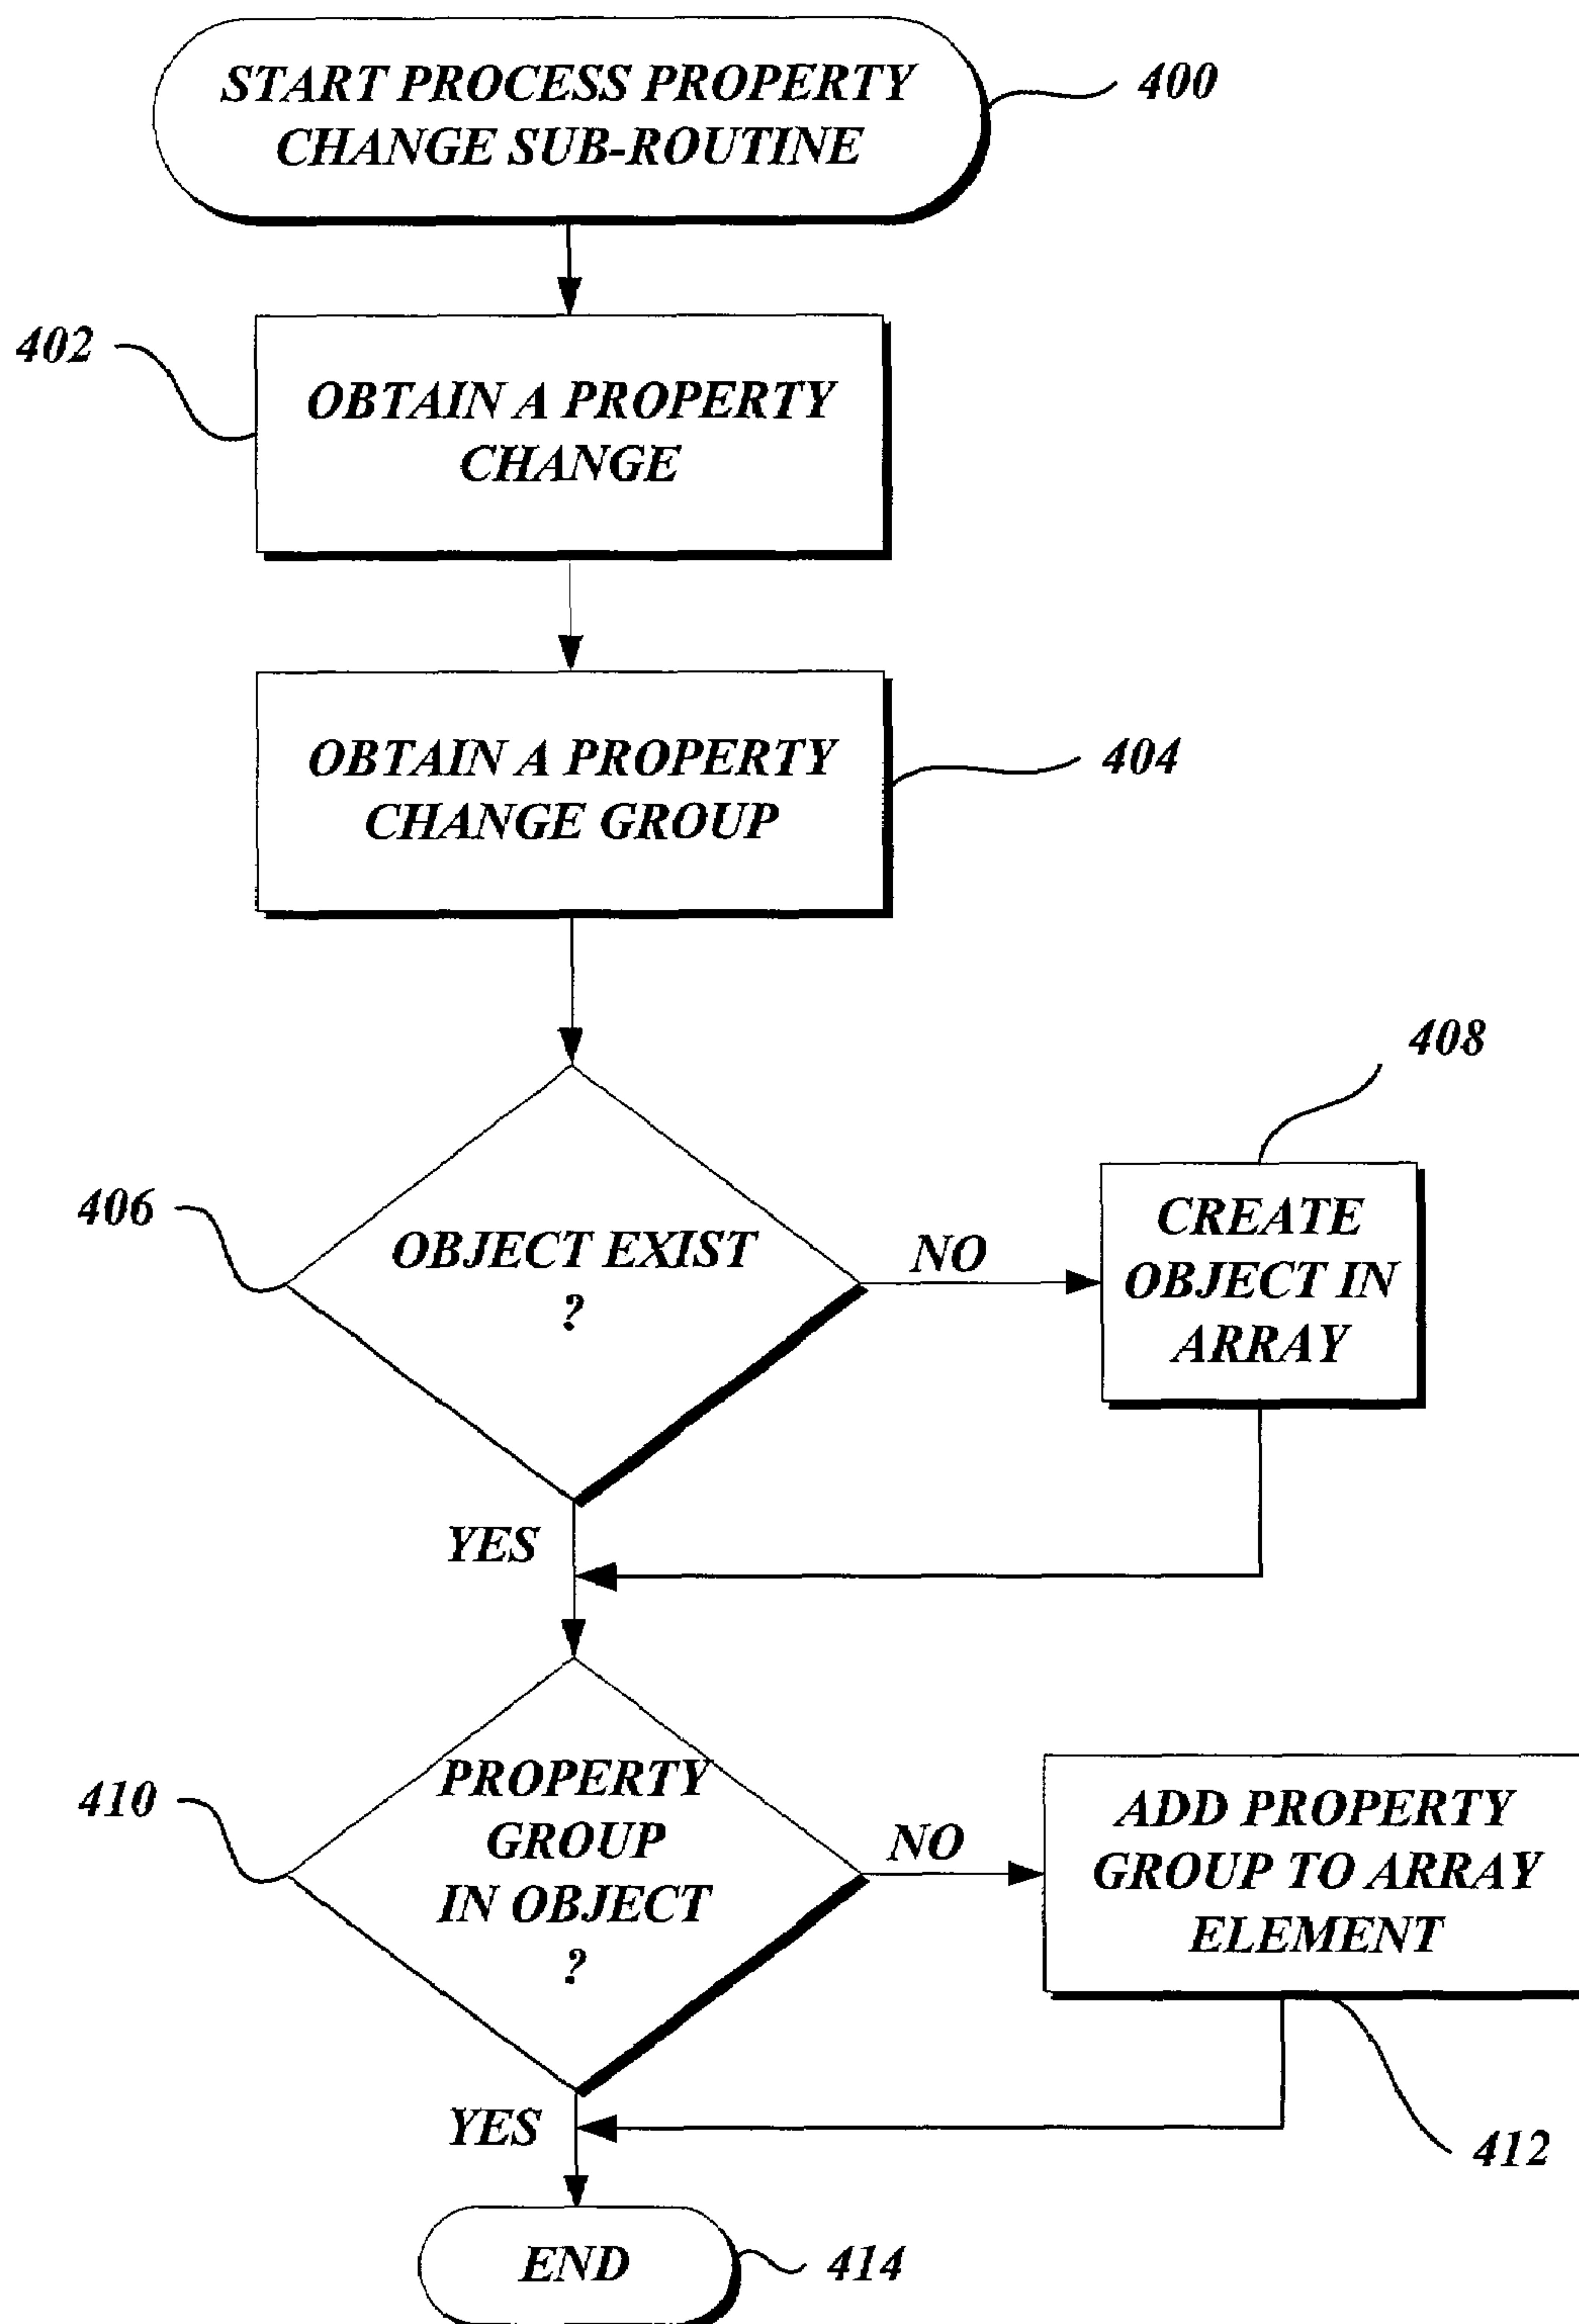 START PROCESS PROPERTY
CHANGE SUB-ROUTINE
400
402
OBTAIN A PROPERTY
CHANGE
OBTAIN A PROPERTY
CHANGE GROUP
404
406
OBJECT EXIST
?
NO
408
CREATE
OBJECT IN
ARRAY
YES
410
PROPERTY
GROUP
IN OBJECT
?
NO
ADD PROPERTY
GROUP TO ARRAY
ELEMENT
412
YES
END
414